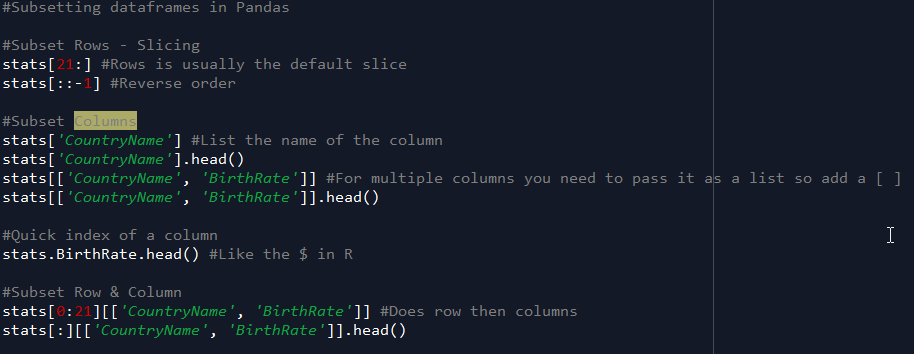 #Subsetting dataframes in Pandas
#Subset Rows - Slicing
stats[21:] #Rows is usually the default slice
stats[::-1] #Reverse order
#Subset Columns
stats['CountryName'] #List the name of the column
stats['CountryName'].head()
stats[['CountryName', 'BirthRate']] #For multiple columns you need to pass it as a list so add a [ ]
stats[['CountryName', 'BirthRate']].head()
#Quick index of a column
stats.BirthRate.head() #Like the $ in R
#Subset Row & Column
stats[0:21][['CountryName', 'BirthRate']] #Does row then columns
stats[:][['CountryName', 'BirthRate']].head()